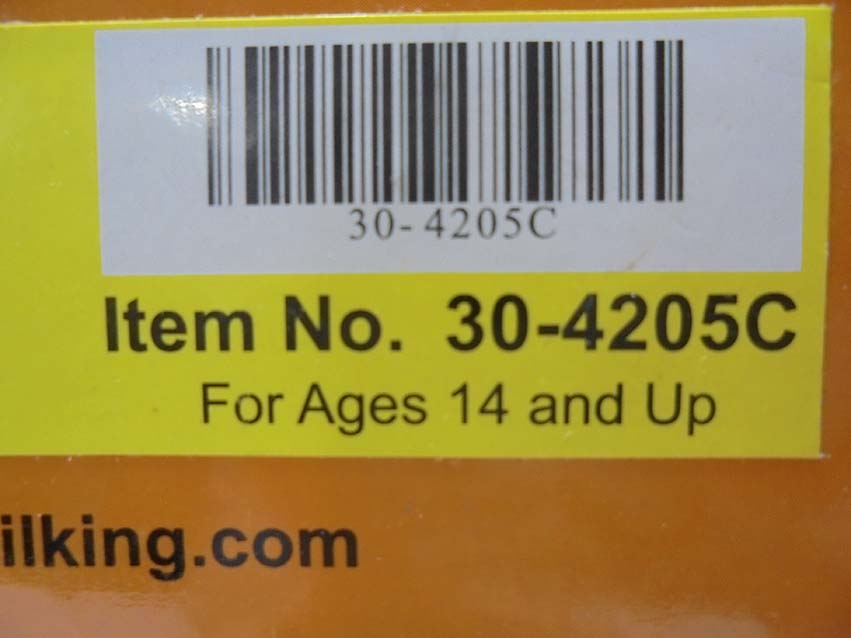 30-4205C
Item No. 30-4205C
For Ages 14 and Up
ilking.com